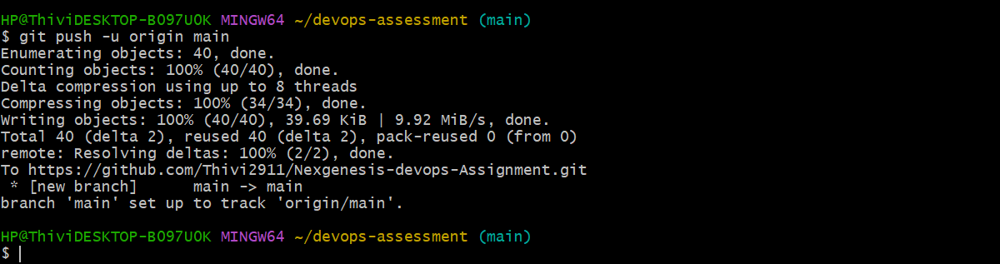 HP@ThiviDESKTOP-BO97U0K MINGW64 ~/devops-assessment (main)
$ git push -u origin main
Enumerating objects: 40, done.
Counting objects: 100% (40/40), done.
Delta compression using up to 8 threads
Compressing objects: 100% (34/34), done.
Writing objects: 100% (40/40), 39.69 KiB | 9.92 MiB/s, done.
Total 40 (delta 2), reused 40 (delta 2), pack-reused 0 (from 0)
remote: Resolving deltas: 100% (2/2), done.
To https://github.com/Thivi2911/Nexgenesis-devops-Assignment.git
 * [new branch]      main -> main
branch 'main' set up to track 'origin/main'.
HP@ThiviDESKTOP-BO97U0K MINGW64 ~/devops-assessment (main)
$